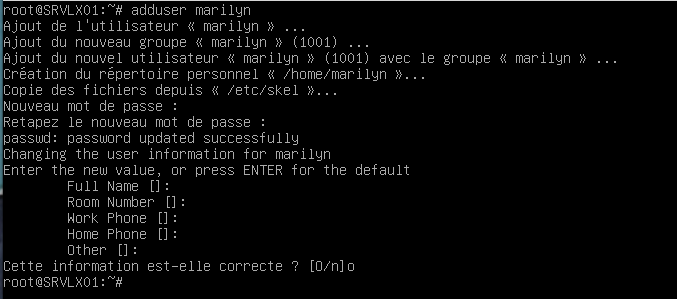 root@SRVLX01:~# adduser marilyn
Ajout de l'utilisateur « marilyn » ...
Ajout du nouveau groupe « marilyn » (1001) ...
Ajout du nouvel utilisateur « marilyn » (1001) avec le groupe « marilyn » ...
Création du répertoire personnel « /home/marilyn »...
Copie des fichiers depuis « /etc/skel »...
Nouveau mot de passe :
Retapez le nouveau mot de passe :
passwd: password updated successfully
Changing the user information for marilyn
Enter the new value, or press ENTER for the default
        Full Name []:
        Room Number []:
        Work Phone []:
        Home Phone []:
        Other []:
Cette information est-elle correcte ? [O/n]o
root@SRVLX01:~#